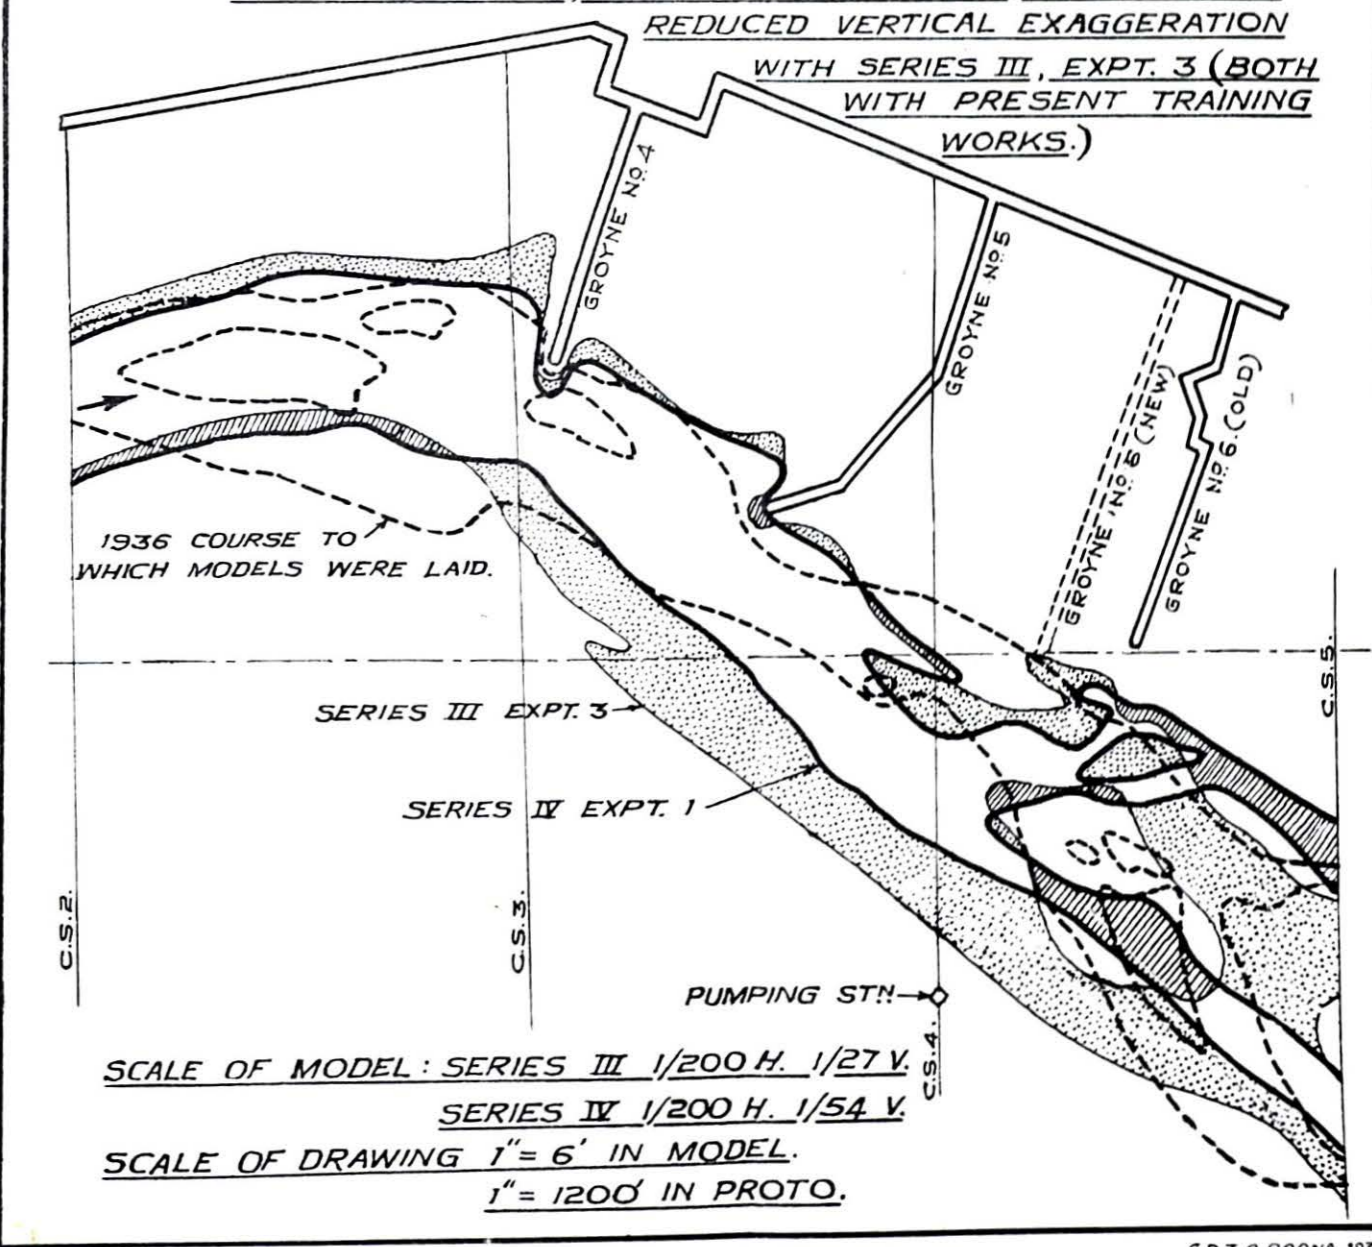 REDUCED VERTICAL EXAGGERATION
WITH SERIES III, EXPT. 3 (BOTH
WITH PRESENT TRAINING
WORKS.)
GROYNE No. 4
GROYNE No. 5
GROYNE No. 6 (NEW)
GROYNE No. 6. (OLD)
1936 COURSE TO
WHICH MODELS WERE LAID.
SERIES III EXPT. 3
SERIES IV EXPT. 1
C.S.2.
C.S.3.
C.S.4.
C.S.5.
PUMPING STN.
SCALE OF MODEL: SERIES III 1/200 H. 1/27 V.
SERIES IV 1/200 H. 1/54 V.
SCALE OF DRAWING 1" = 6' IN MODEL.
1" = 1200' IN PROTO.